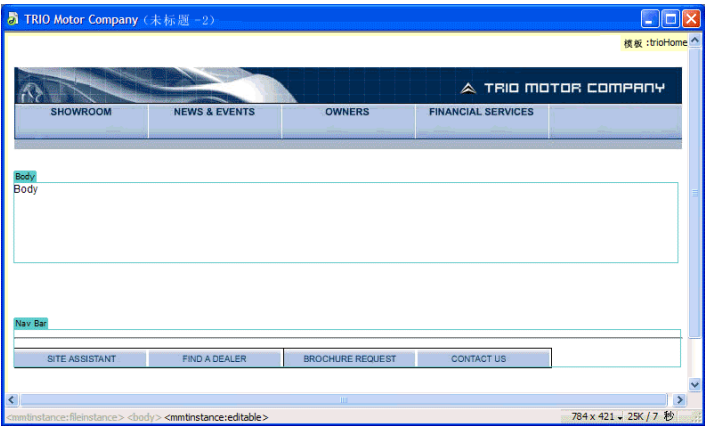 TRIO Motor Company (未标题 -2)
模板 :trioHome
TRIO MOTOR COMPANY
SHOWROOM NEWS & EVENTS OWNERS FINANCIAL SERVICES
Body
Body
Nav Bar
SITE ASSISTANT FIND A DEALER BROCHURE REQUEST CONTACT US
<mmtinstance:fileinstance> <body> <mmtinstance:editable> 784 x 421 25K / 7 秒